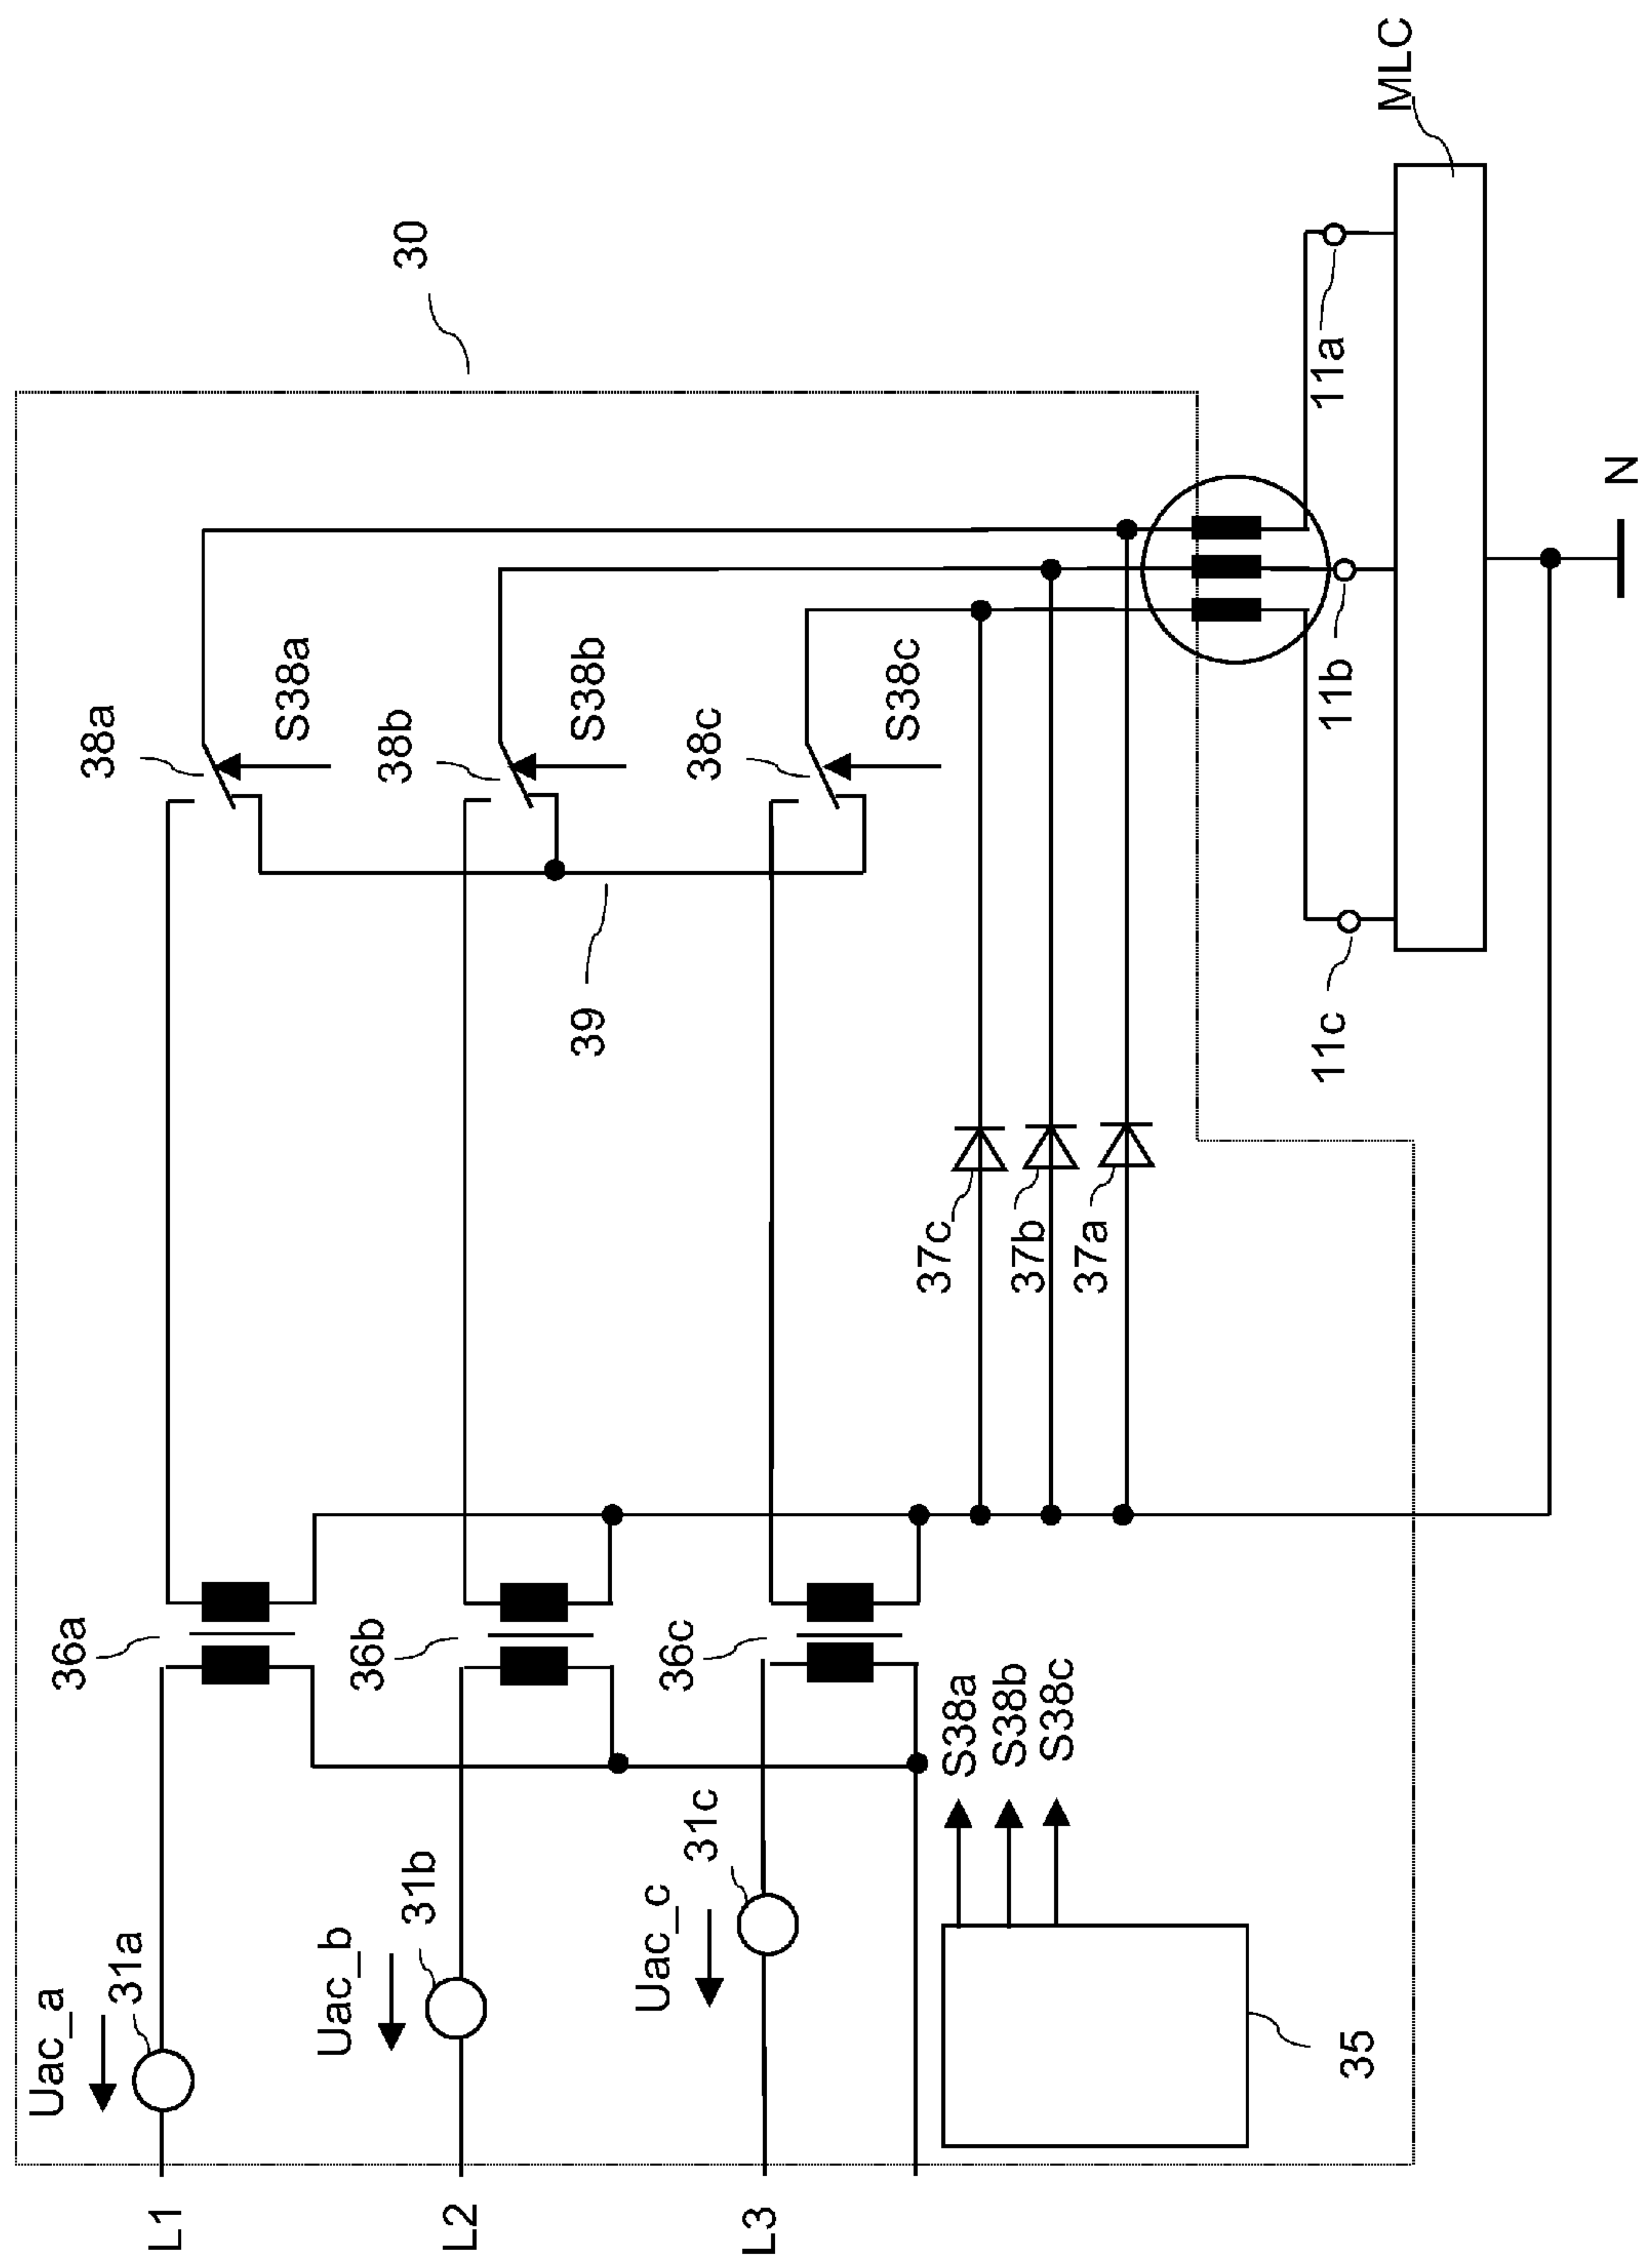 L1
L2
L3
Uac_a
31a
Uac_b
31b
Uac_c
31c
35
S38a
S38b
S38c
36a
36b
36c
37c
37b
37a
39
38a
S38a
38b
S38b
38c
S38c
30
11c
11b
11a
N
MLC